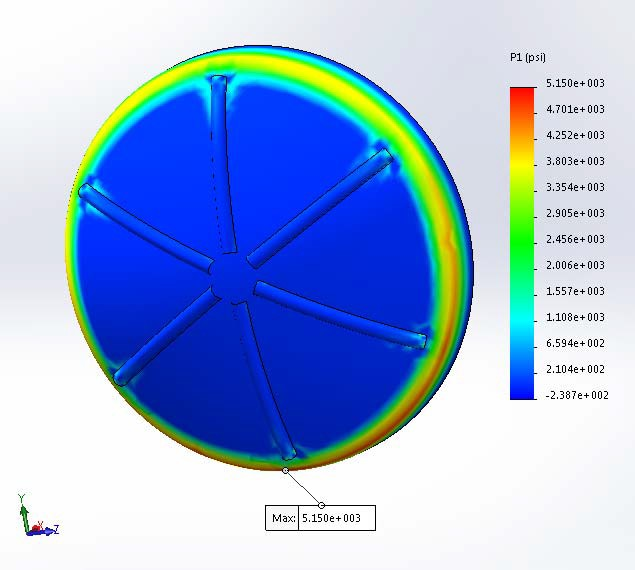 P1 (psi)
5.150e+003
4.701e+003
4.252e+003
3.803e+003
3.354e+003
2.905e+003
2.456e+003
2.006e+003
1.557e+003
1.108e+003
6.594e+002
2.104e+002
-2.387e+002
Max: 5.150e+003
Y
X
Z